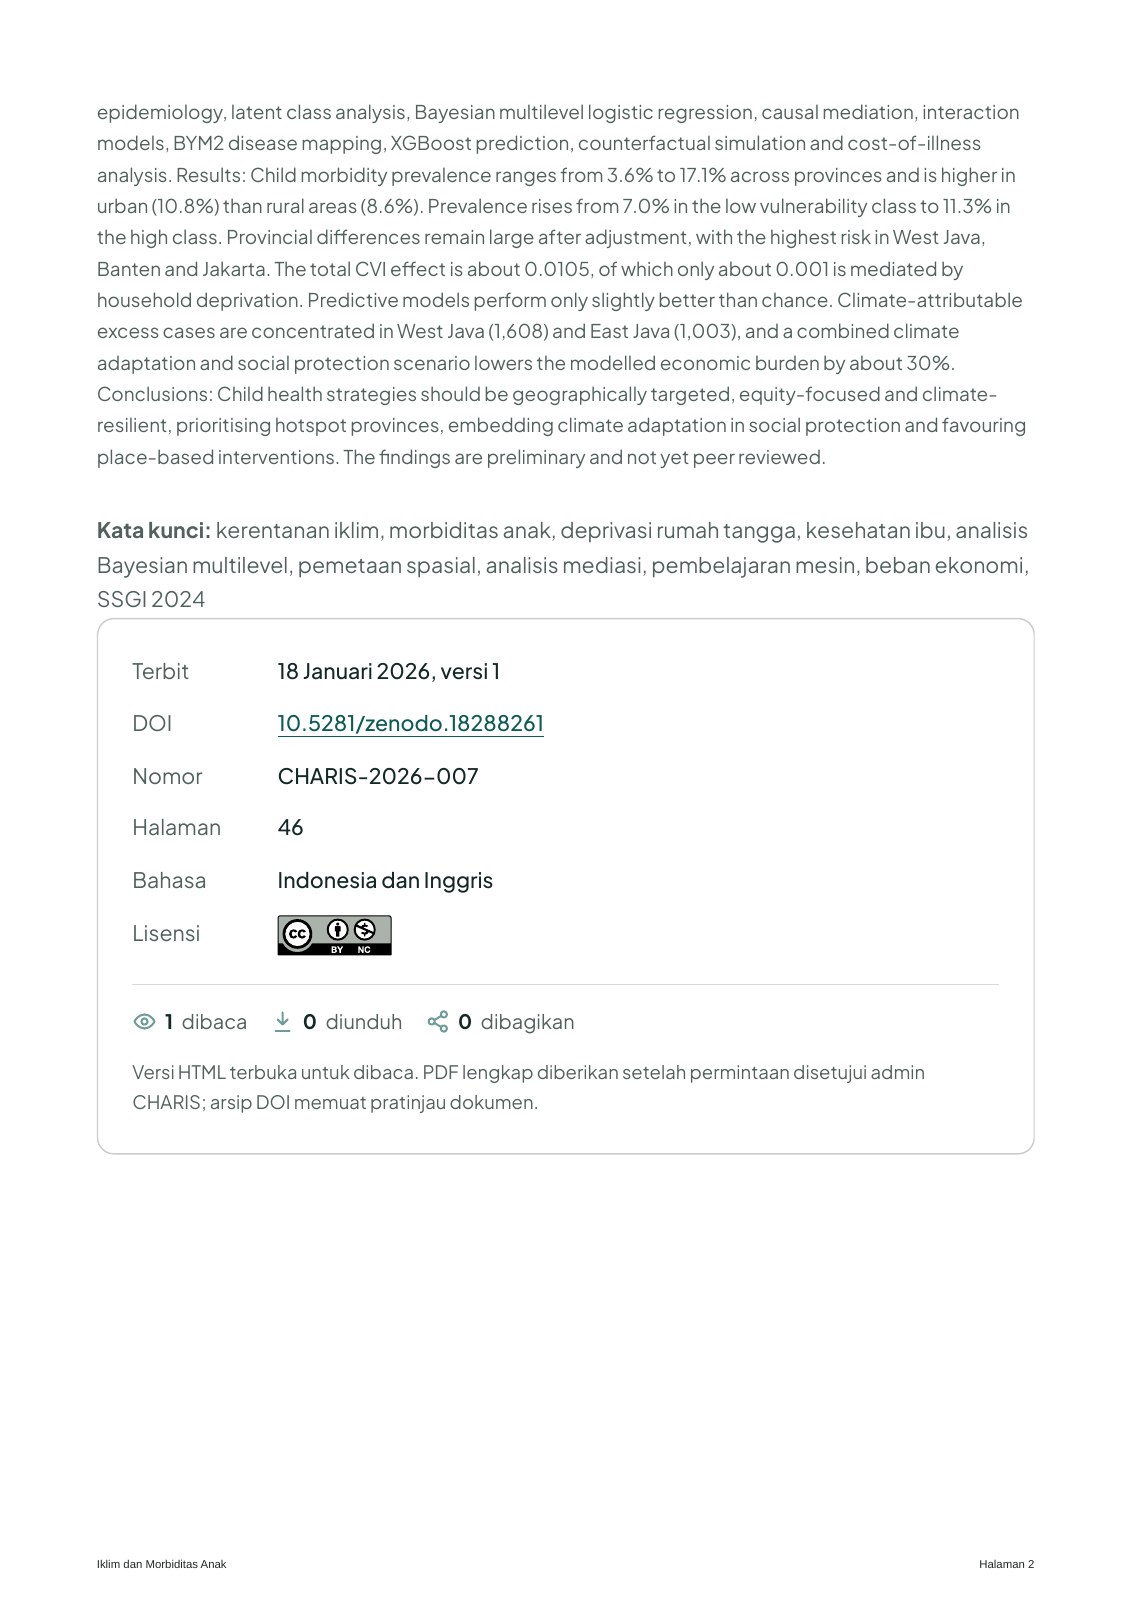 epidemiology, latent class analysis, Bayesian multilevel logistic regression, causal mediation, interaction
models, BYM2 disease mapping, XGBoost prediction, counterfactual simulation and cost-of-illness
analysis. Results: Child morbidity prevalence ranges from 3.6% to 17.1% across provinces and is higher in
urban (10.8%) than rural areas (8.6%). Prevalence rises from 7.0% in the low vulnerability class to 11.3% in
the high class. Provincial differences remain large after adjustment, with the highest risk in West Java,
Banten and Jakarta. The total CVI effect is about 0.0105, of which only about 0.001 is mediated by
household deprivation. Predictive models perform only slightly better than chance. Climate-attributable
excess cases are concentrated in West Java (1,608) and East Java (1,003), and a combined climate
adaptation and social protection scenario lowers the modelled economic burden by about 30%.
Conclusions: Child health strategies should be geographically targeted, equity-focused and climate-
resilient, prioritising hotspot provinces, embedding climate adaptation in social protection and favouring
place-based interventions. The findings are preliminary and not yet peer reviewed.
Kata kunci: kerentanan iklim, morbiditas anak, deprivasi rumah tangga, kesehatan ibu, analisis
Bayesian multilevel, pemetaan spasial, analisis mediasi, pembelajaran mesin, beban ekonomi,
SSGI 2024
Terbit 18 Januari 2026, versi 1
DOI 10.5281/zenodo.18288261
Nomor CHARIS-2026-007
Halaman 46
Bahasa Indonesia dan Inggris
Lisensi cc BY NC
1 dibaca 0 diunduh 0 dibagikan
Versi HTML terbuka untuk dibaca. PDF lengkap diberikan setelah permintaan disetujui admin
CHARIS; arsip DOI memuat pratinjau dokumen.
Iklim dan Morbiditas Anak Halaman 2